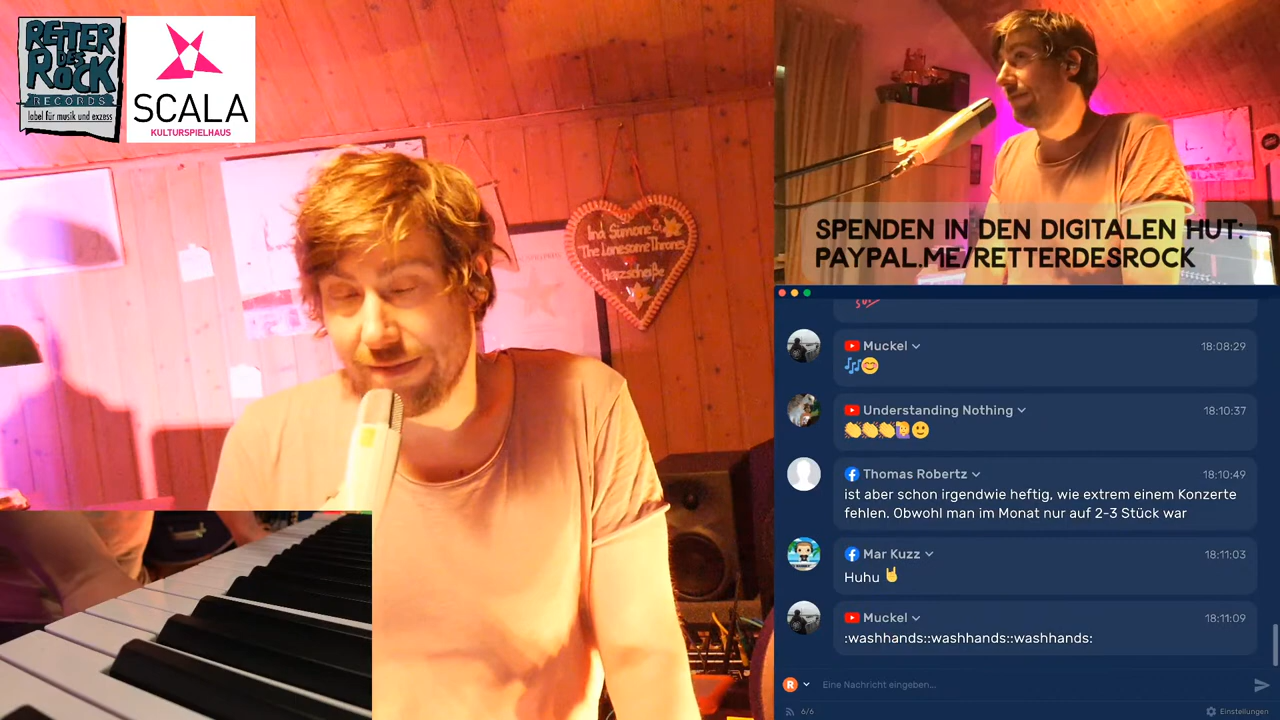 RETTER
DES
ROCK
RECORDS
label für musik und exzess
SCALA
KULTURSPIELHAUS
Ina Simone &
The Lonesome Thrones
Harzscheiße
SPENDEN IN DEN DIGITALEN HUT:
PAYPAL.ME/RETTERDESROCK
Muckel 18:08:29
🎶😊
Understanding Nothing 18:10:37
👏👏👏🙋🙂
Thomas Robertz 18:10:49
ist aber schon irgendwie heftig, wie extrem einem Konzerte
fehlen. Obwohl man im Monat nur auf 2-3 Stück war
Mar Kuzz 18:11:03
Huhu 🤘
Muckel 18:11:09
:washhands::washhands::washhands:
R
Eine Nachricht eingeben...
6/6
Einstellungen